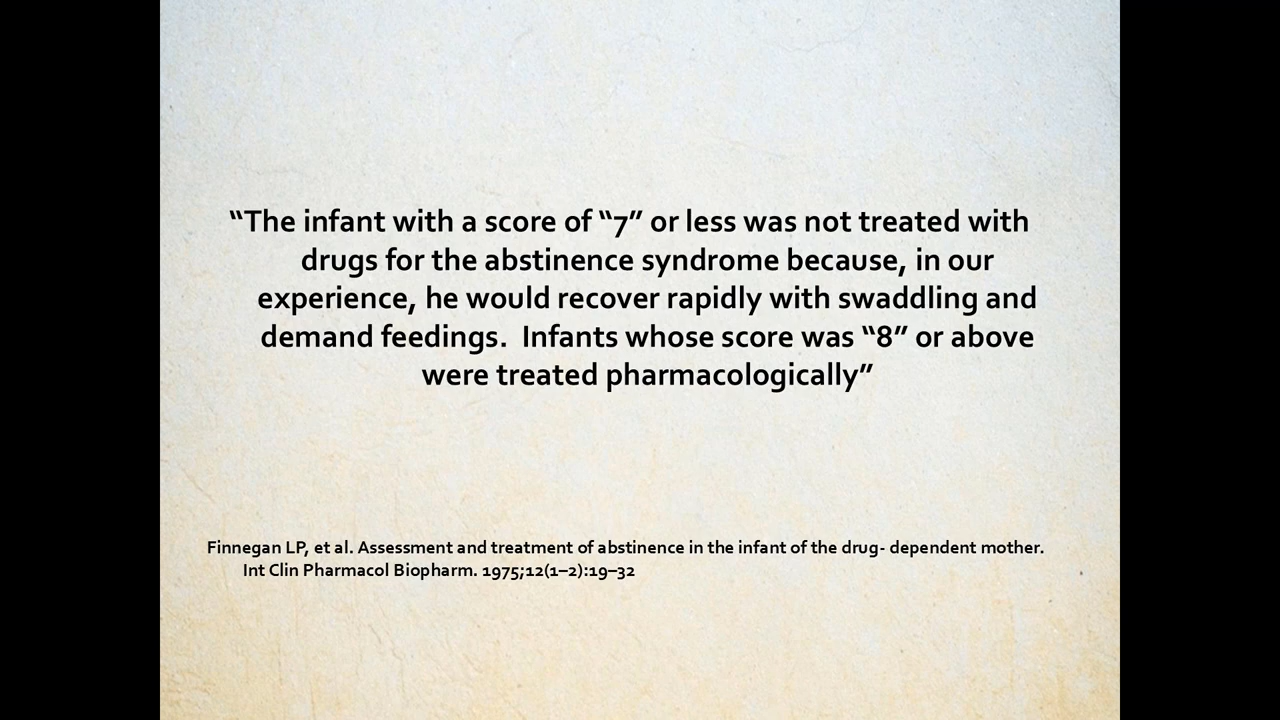 “The infant with a score of “7” or less was not treated with
drugs for the abstinence syndrome because, in our
experience, he would recover rapidly with swaddling and
demand feedings.  Infants whose score was “8” or above
were treated pharmacologically”
Finnegan LP, et al. Assessment and treatment of abstinence in the infant of the drug- dependent mother.
Int Clin Pharmacol Biopharm. 1975;12(1–2):19–32